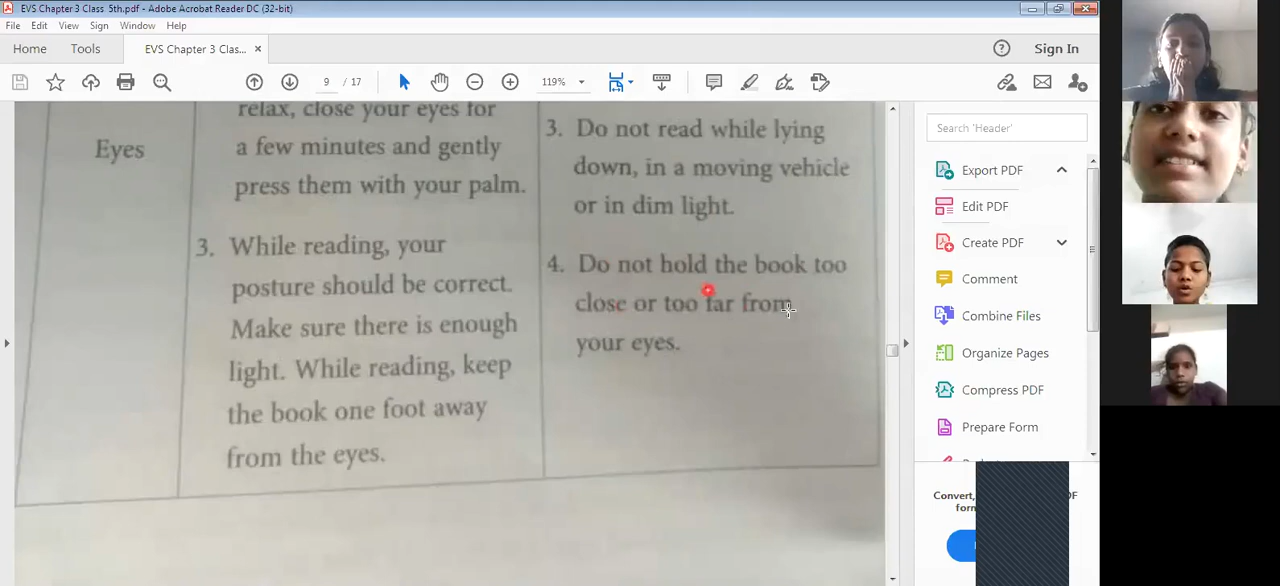 EVS Chapter 3 Class 5th.pdf - Adobe Acrobat Reader DC (32-bit)
File Edit View Sign Window Help
Home Tools EVS Chapter 3 Clas... × Sign In
9 / 17 119%
Eyes
relax, close your eyes for
a few minutes and gently
press them with your palm.
3. While reading, your
posture should be correct.
Make sure there is enough
light. While reading, keep
the book one foot away
from the eyes.
3. Do not read while lying
down, in a moving vehicle
or in dim light.
4. Do not hold the book too
close or too far from
your eyes.
Search 'Header'
Export PDF
Edit PDF
Create PDF
Comment
Combine Files
Organize Pages
Compress PDF
Prepare Form
Convert,